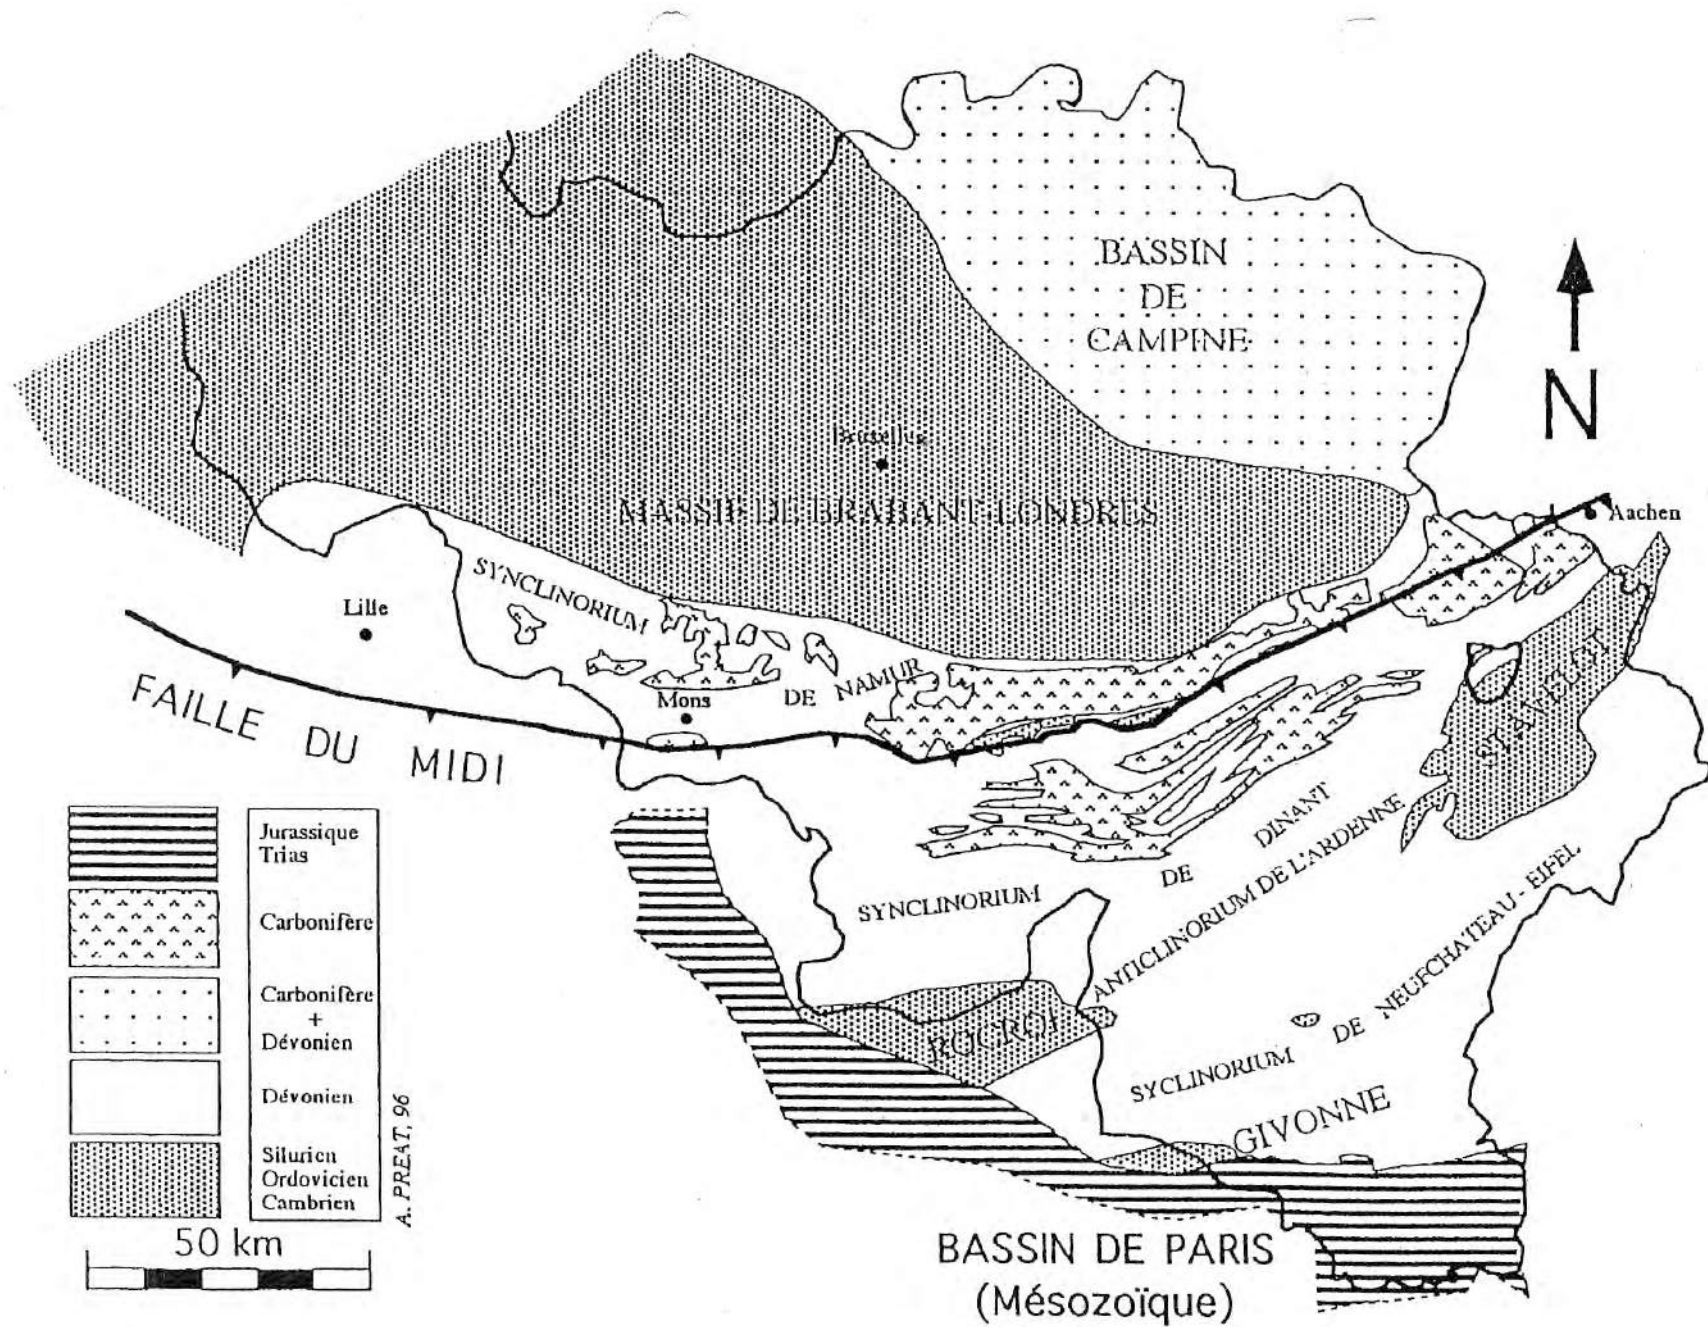 BASSIN
DE
CAMPINE
N
Bruxelles
MASSIF DE BRABANT-LONDRES
Aachen
SYNCLINORIUM
DE NAMUR
Lille
Mons
FAILLE DU MIDI
STAVELOT
SYNCLINORIUM DE DINANT
ANTICLINORIUM DE L'ARDENNE
ROCROI
SYCLINORIUM DE NEUFCHATEAU - EIFEL
GIVONNE
Jurassique
Trias
Carbonifère
Carbonifère
+
Dévonien
Dévonien
Silurien
Ordovicien
Cambrien
A. PREAT, 96
50 km
BASSIN DE PARIS
(Mésozoïque)